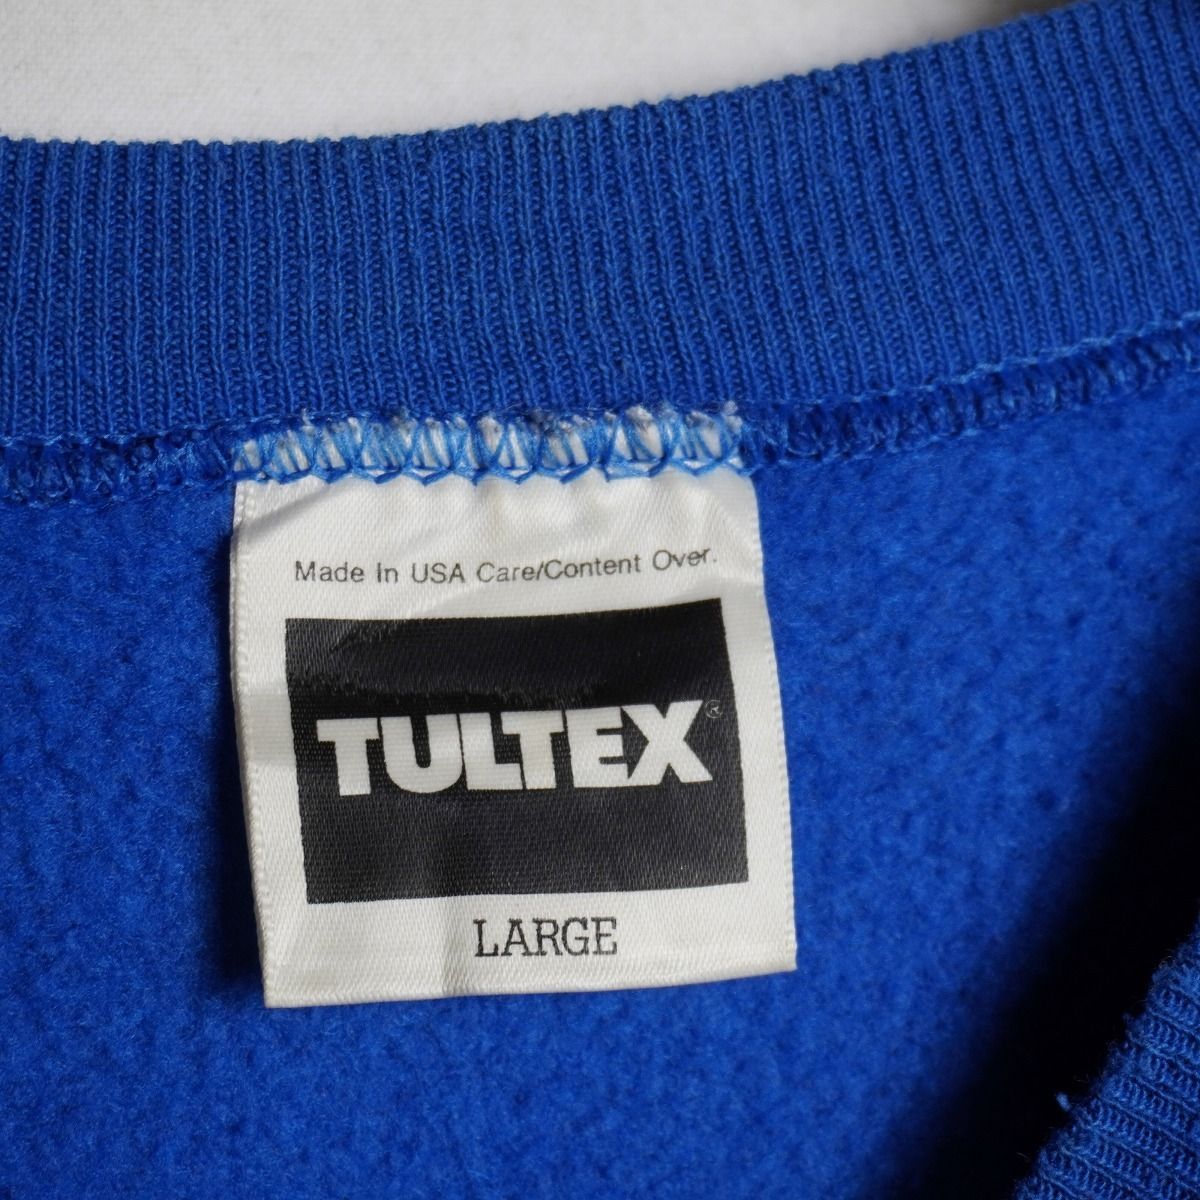 Made In USA Care/Content Over.
TULTEX®
LARGE